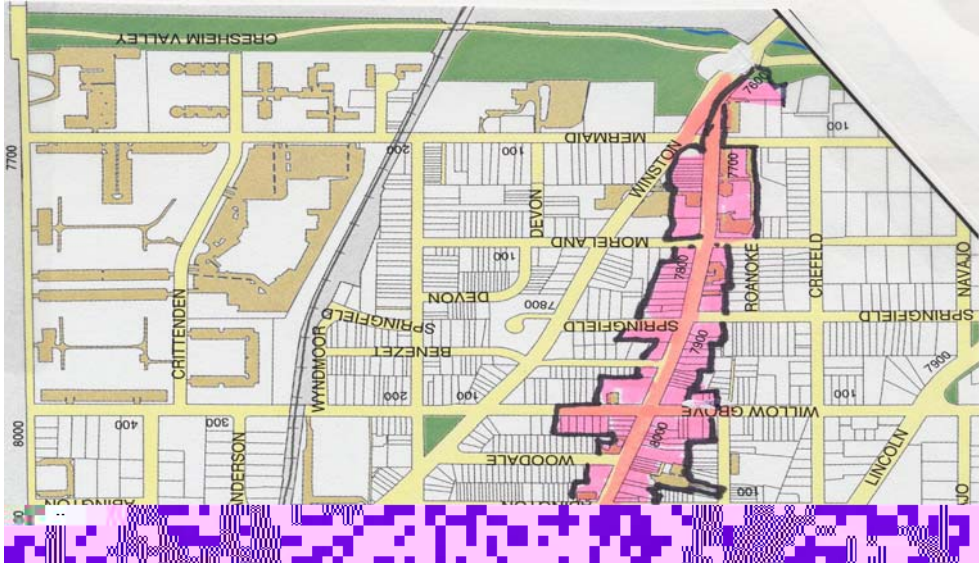 CRESHEIM VALLEY
7600
MERMAID
200
100
100
7700
7700
WINSTON
DEVON
MORELAND
100
7800
ROANOKE
CREFELD
NAVAJO
DEVON
7800
SPRINGFIELD
SPRINGFIELD
SPRINGFIELD
CRITTENDEN
WYNDMOOR
BENEZET
7900
7900
200
100
100
WILLOW GROVE
8000
400
300
8000
WOODALE
LINCOLN
100